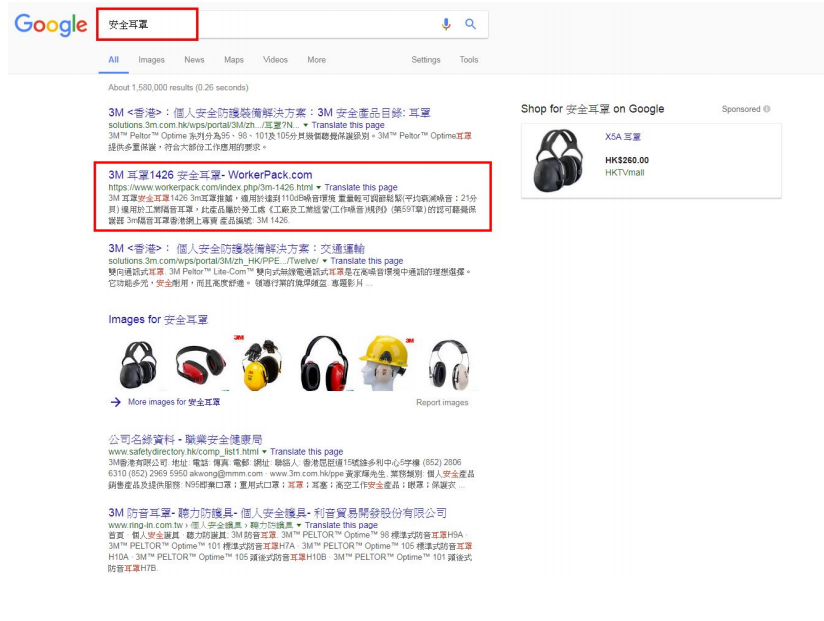 Google
安全耳罩
All Images News Maps Videos More Settings Tools
About 1,580,000 results (0.26 seconds)
3M <香港>：個人安全防護裝備解決方案：3M 安全產品目錄: 耳罩
solutions.3m.com.hk/wps/portal/3M/zh.../耳罩?N... ▾ Translate this page
3M™ Peltor™ Optime 系列分為95、98、101及105分貝幾個聽覺保護級別。3M™ Peltor™ Optime耳罩
提供多重保護，符合大部份工作應用的要求。
Shop for 安全耳罩 on Google Sponsored
X5A 耳罩
HK$260.00
HKTVmall
3M 耳罩1426 安全耳罩- WorkerPack.com
https://www.workerpack.com/index.php/3m-1426.html ▾ Translate this page
3M 耳罩安全耳罩1426 3m耳罩推薦，適用於達到110dB噪音環境 重量輕可調節鬆緊(平均衰減噪音：21分
貝) 適用於工業隔音耳罩，此產品屬於勞工處《工廠及工業經營(工作噪音)規例》(第59T章)的認可聽覺保
護器 3m隔音耳罩香港網上專賣 產品編號: 3M 1426.
3M <香港>： 個人安全防護裝備解決方案：交通運輸
solutions.3m.com/wps/portal/3M/zh_HK/PPE.../Twelve/ ▾ Translate this page
雙向通訊式耳罩. 3M Peltor™ Lite-Com™ 雙向式無線電通訊式耳罩是在高噪音環境中通訊的理想選擇。
它功能多元，安全耐用，而且高度舒適。 領導行業的燒焊頭盔. 專題影片 ...
Images for 安全耳罩
3M
3M
More images for 安全耳罩 Report images
公司名錄資料 - 職業安全健康局
www.safetydirectory.hk/comp_list1.html ▾ Translate this page
3M香港有限公司. 地址: 電話: 傳真: 電郵: 網址: 聯絡人: 香港思臣道15號維多利中心5字樓 (852) 2806
6310 (852) 2969 5950 akwong@mmm.com · www.3m.com.hk/ppe 黃家輝先生. 業務類別: 個人安全產品
銷售產品及提供服務: N95即棄口罩；重用式口罩；耳罩；耳塞；高空工作安全產品；眼罩；保護衣 ...
3M 防音耳罩- 聽力防護具- 個人安全護具- 利音貿易開發股份有限公司
www.ring-in.com.tw › 個人安全護具 › 聽力防護具 ▾ Translate this page
首頁 · 個人安全護具 · 聽力防護具; 3M 防音耳罩. 3M™ PELTOR™ Optime™ 98 標準式防音耳罩H9A ·
3M™ PELTOR™ Optime™ 101 標準式防音耳罩H7A · 3M™ PELTOR™ Optime™ 105 標準式防音耳罩
H10A · 3M™ PELTOR™ Optime™ 105 頸後式防音耳罩H10B · 3M™ PELTOR™ Optime™ 101 頸後式
防音耳罩H7B.